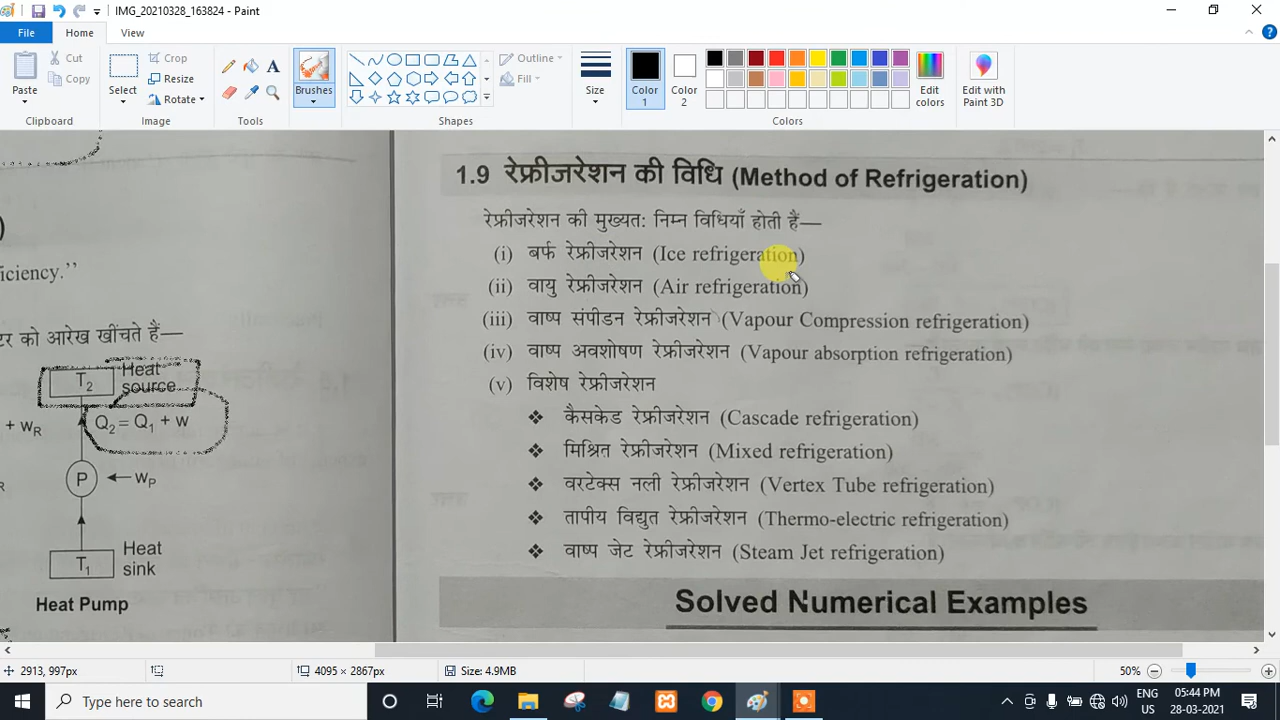 IMG_20210328_163824 - Paint
File
Home
View
Paste
Cut
Copy
Clipboard
Select
Crop
Resize
Rotate
Image
Tools
Brushes
Outline
Fill
Shapes
Size
Color 1
Color 2
Edit colors
Edit with Paint 3D
Colors
)
iciency.''
टर को आरेख खींचते हैं—
T2
Heat source
+ wR
Q2 = Q1 + w
P
wP
T1
Heat sink
Heat Pump
1.9 रेफ्रीजरेशन की विधि (Method of Refrigeration)
रेफ्रीजरेशन की मुख्यत: निम्न विधियाँ होती हैं—
(i) बर्फ रेफ्रीजरेशन (Ice refrigeration)
(ii) वायु रेफ्रीजरेशन (Air refrigeration)
(iii) वाष्प संपीडन रेफ्रीजरेशन (Vapour Compression refrigeration)
(iv) वाष्प अवशोषण रेफ्रीजरेशन (Vapour absorption refrigeration)
(v) विशेष रेफ्रीजरेशन
❖ कैसकेड रेफ्रीजरेशन (Cascade refrigeration)
❖ मिश्रित रेफ्रीजरेशन (Mixed refrigeration)
❖ वरटेक्स नली रेफ्रीजरेशन (Vertex Tube refrigeration)
❖ तापीय विद्युत रेफ्रीजरेशन (Thermo-electric refrigeration)
❖ वाष्प जेट रेफ्रीजरेशन (Steam Jet refrigeration)
Solved Numerical Examples
2913, 997px
4095 × 2867px
Size: 4.9MB
50%
Type here to search
ENG
US
05:44 PM
28-03-2021